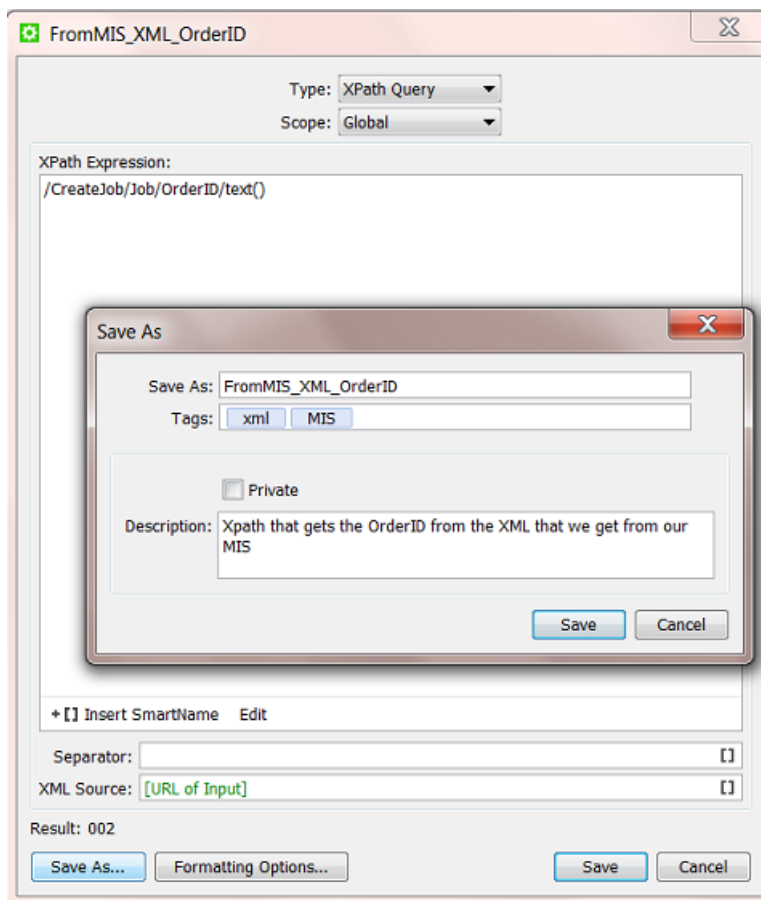 FromMIS_XML_OrderID
Type: XPath Query
Scope: Global
XPath Expression:
/CreateJob/Job/OrderID/text()
Save As
Save As: FromMIS_XML_OrderID
Tags: xml MIS
Private
Description: Xpath that gets the OrderID from the XML that we get from our
MIS
Save Cancel
+[] Insert SmartName Edit
Separator: []
XML Source: [URL of Input] []
Result: 002
Save As... Formatting Options... Save Cancel